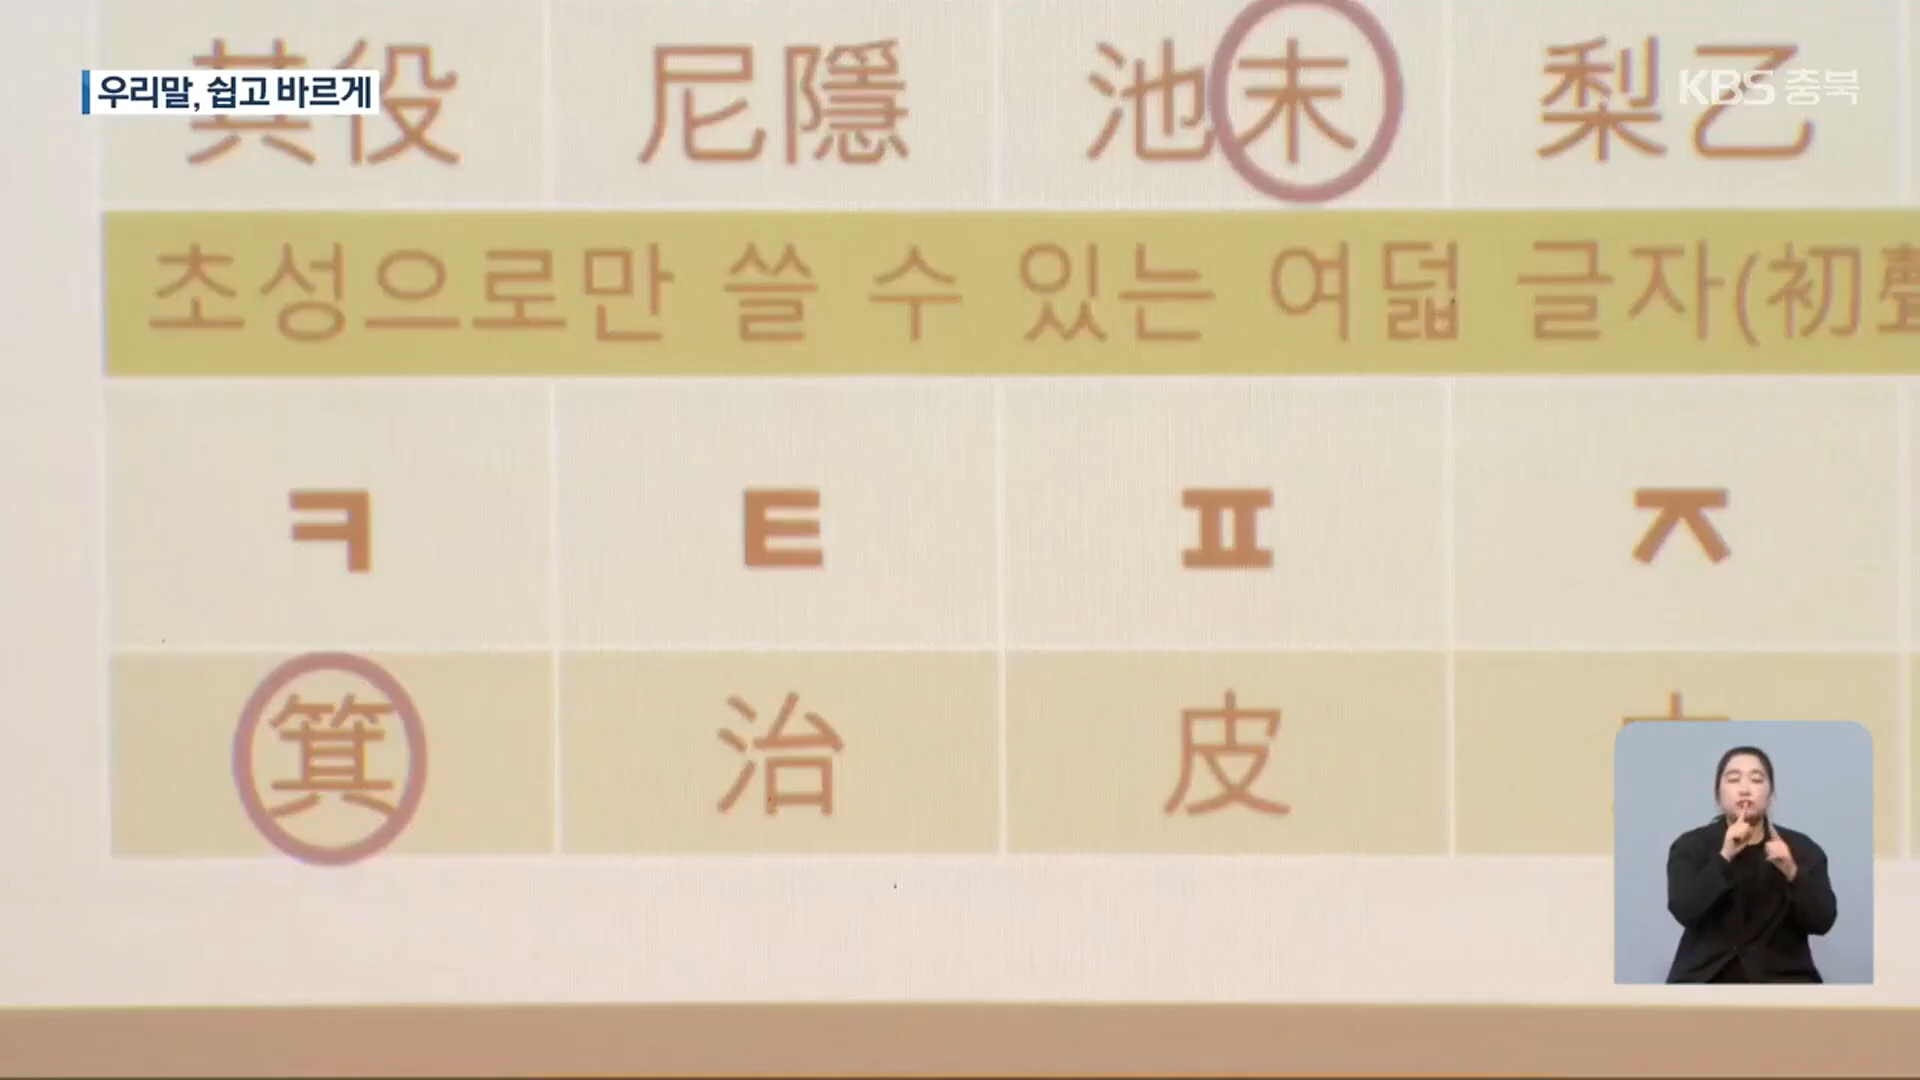 우리말, 쉽고 바르게
KBS 충북
其役 尼隱 池末 梨乙
초성으로만 쓸 수 있는 여덟 글자(初聲
ㅋ ㅌ ㅍ ㅈ
箕 治 皮